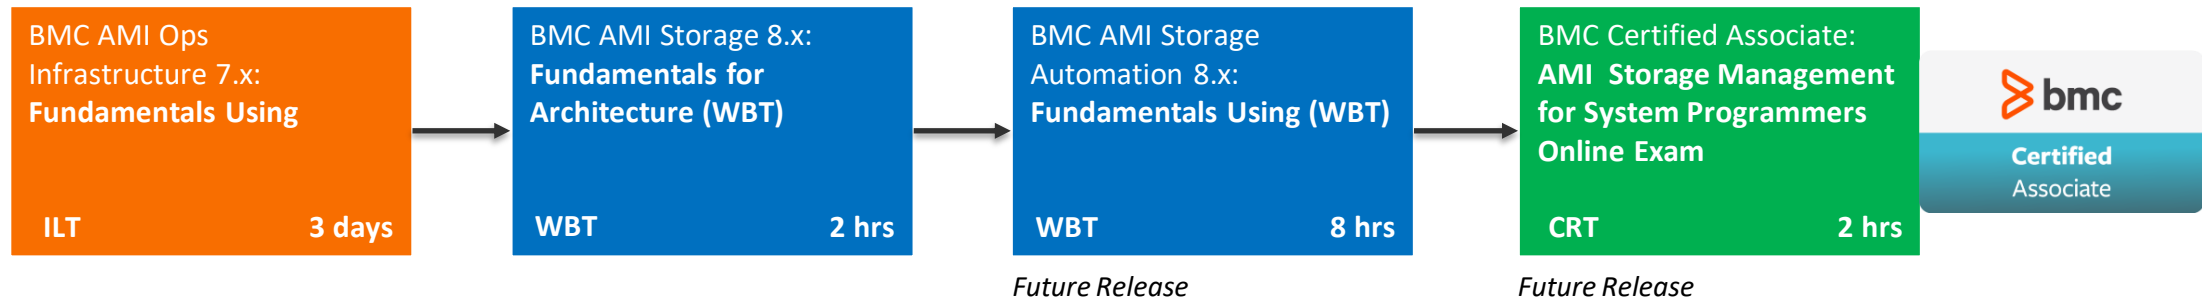 BMC AMI Ops
Infrastructure 7.x:
Fundamentals Using
ILT 3 days
BMC AMI Storage 8.x:
Fundamentals for
Architecture (WBT)
WBT 2 hrs
BMC AMI Storage
Automation 8.x:
Fundamentals Using (WBT)
WBT 8 hrs
Future Release
BMC Certified Associate:
AMI Storage Management
for System Programmers
Online Exam
CRT 2 hrs
Future Release
bmc
Certified
Associate